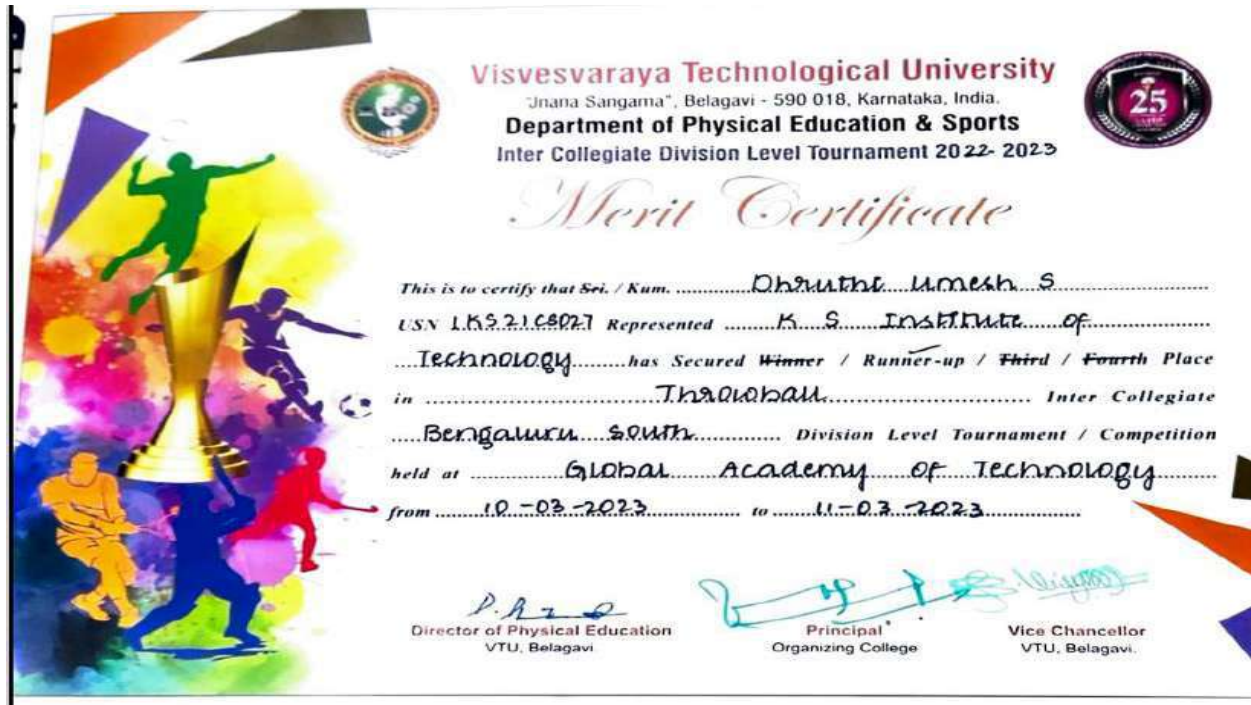 Visvesvaraya Technological University
"Jnana Sangama", Belagavi - 590 018, Karnataka, India.
Department of Physical Education & Sports
Inter Collegiate Division Level Tournament 2022-2023
25
Merit Certificate
This is to certify that Sri. / Kum. Dhruthi Umesh S
USN 1KS21CS027 Represented K S Institute of
Technology has Secured Winner / Runner-up / Third / Fourth Place
in Throwball Inter Collegiate
Bengaluru South Division Level Tournament / Competition
held at Global Academy of Technology
from 10-03-2023 to 11-03-2023
Director of Physical Education
VTU, Belagavi
Principal
Organizing College
Vice Chancellor
VTU, Belagavi.